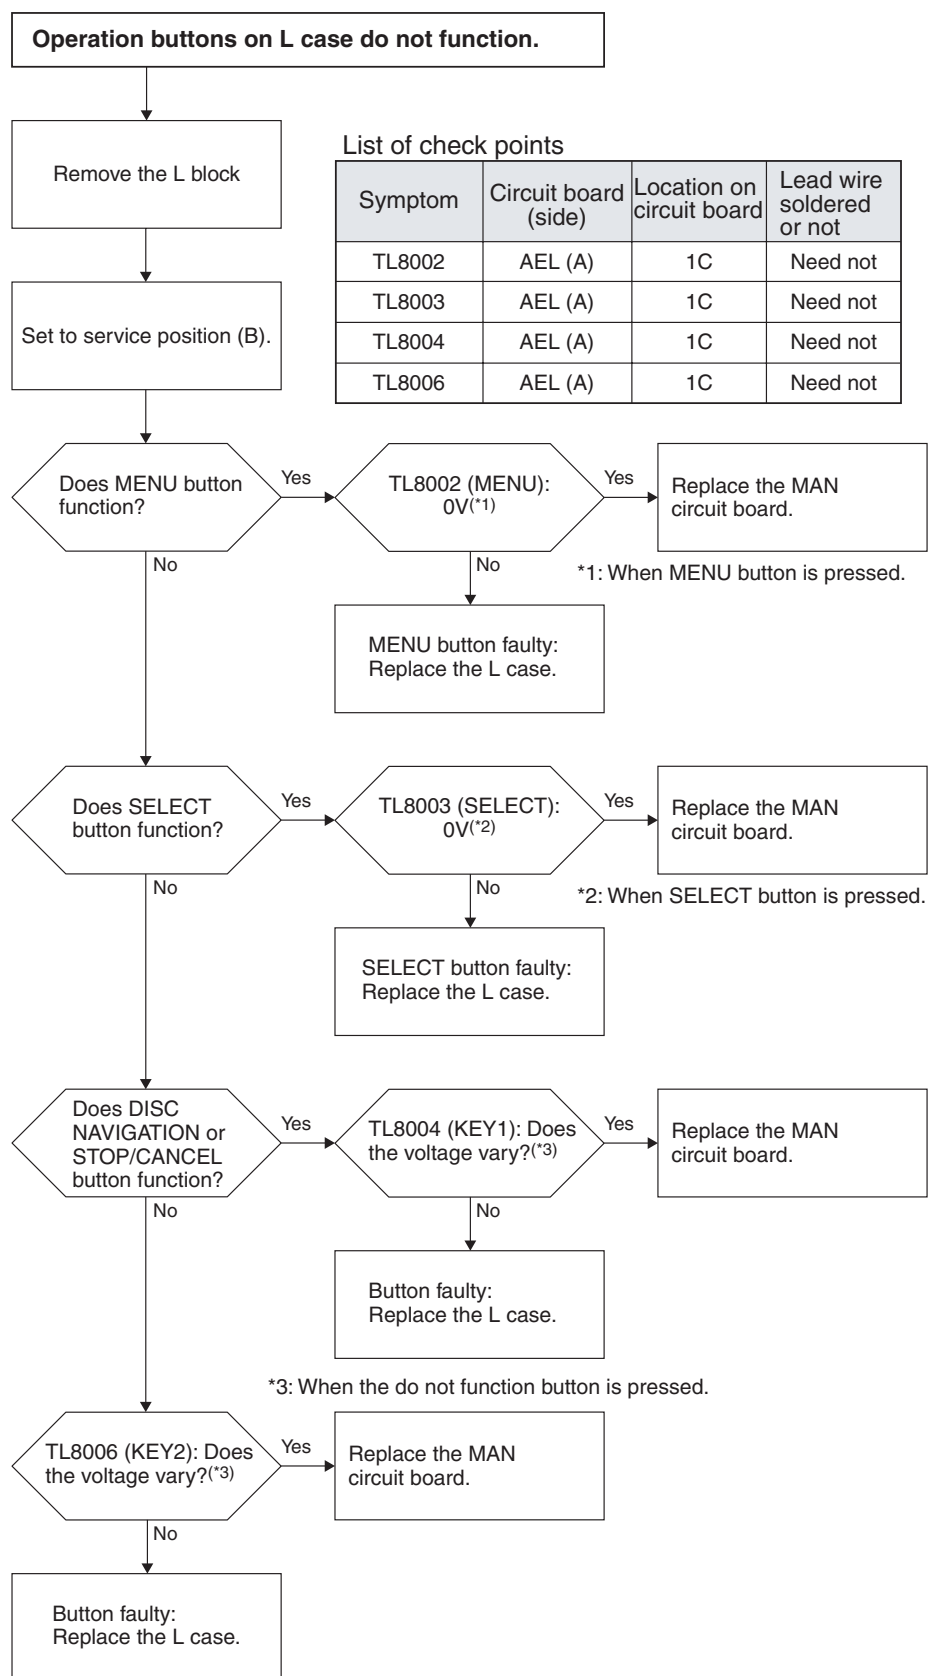 Operation buttons on L case do not function.
Remove the L block
Set to service position (B).
List of check points
Symptom
Circuit board
(side)
Location on
circuit board
Lead wire
soldered
or not
TL8002 AEL (A) 1C Need not
TL8003 AEL (A) 1C Need not
TL8004 AEL (A) 1C Need not
TL8006 AEL (A) 1C Need not
Does MENU button
function?
Yes
TL8002 (MENU):
0V(*1)
Yes
Replace the MAN
circuit board.
No
No
*1: When MENU button is pressed.
MENU button faulty:
Replace the L case.
Does SELECT
button function?
Yes
TL8003 (SELECT):
0V(*2)
Yes
Replace the MAN
circuit board.
No
No
*2: When SELECT button is pressed.
SELECT button faulty:
Replace the L case.
Does DISC
NAVIGATION or
STOP/CANCEL
button function?
Yes
TL8004 (KEY1): Does
the voltage vary?(*3)
Yes
Replace the MAN
circuit board.
No
No
Button faulty:
Replace the L case.
*3: When the do not function button is pressed.
TL8006 (KEY2): Does
the voltage vary?(*3)
Yes
Replace the MAN
circuit board.
No
Button faulty:
Replace the L case.